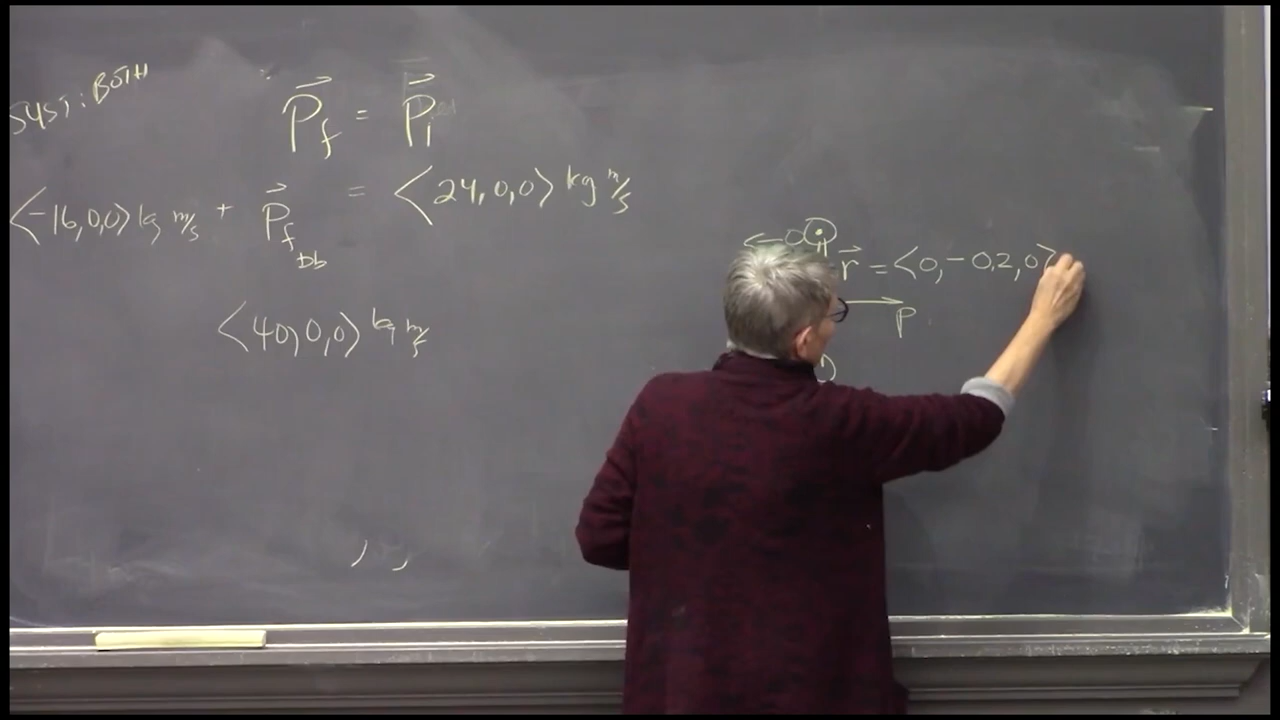 SYST: BOTH
P⃗f = P⃗i
<-16,0,0> kg m/s + P⃗f Db = <24,0,0> kg m/s
<40,0,0> kg m/s
r⃗ = <0,-0.2,0>
P